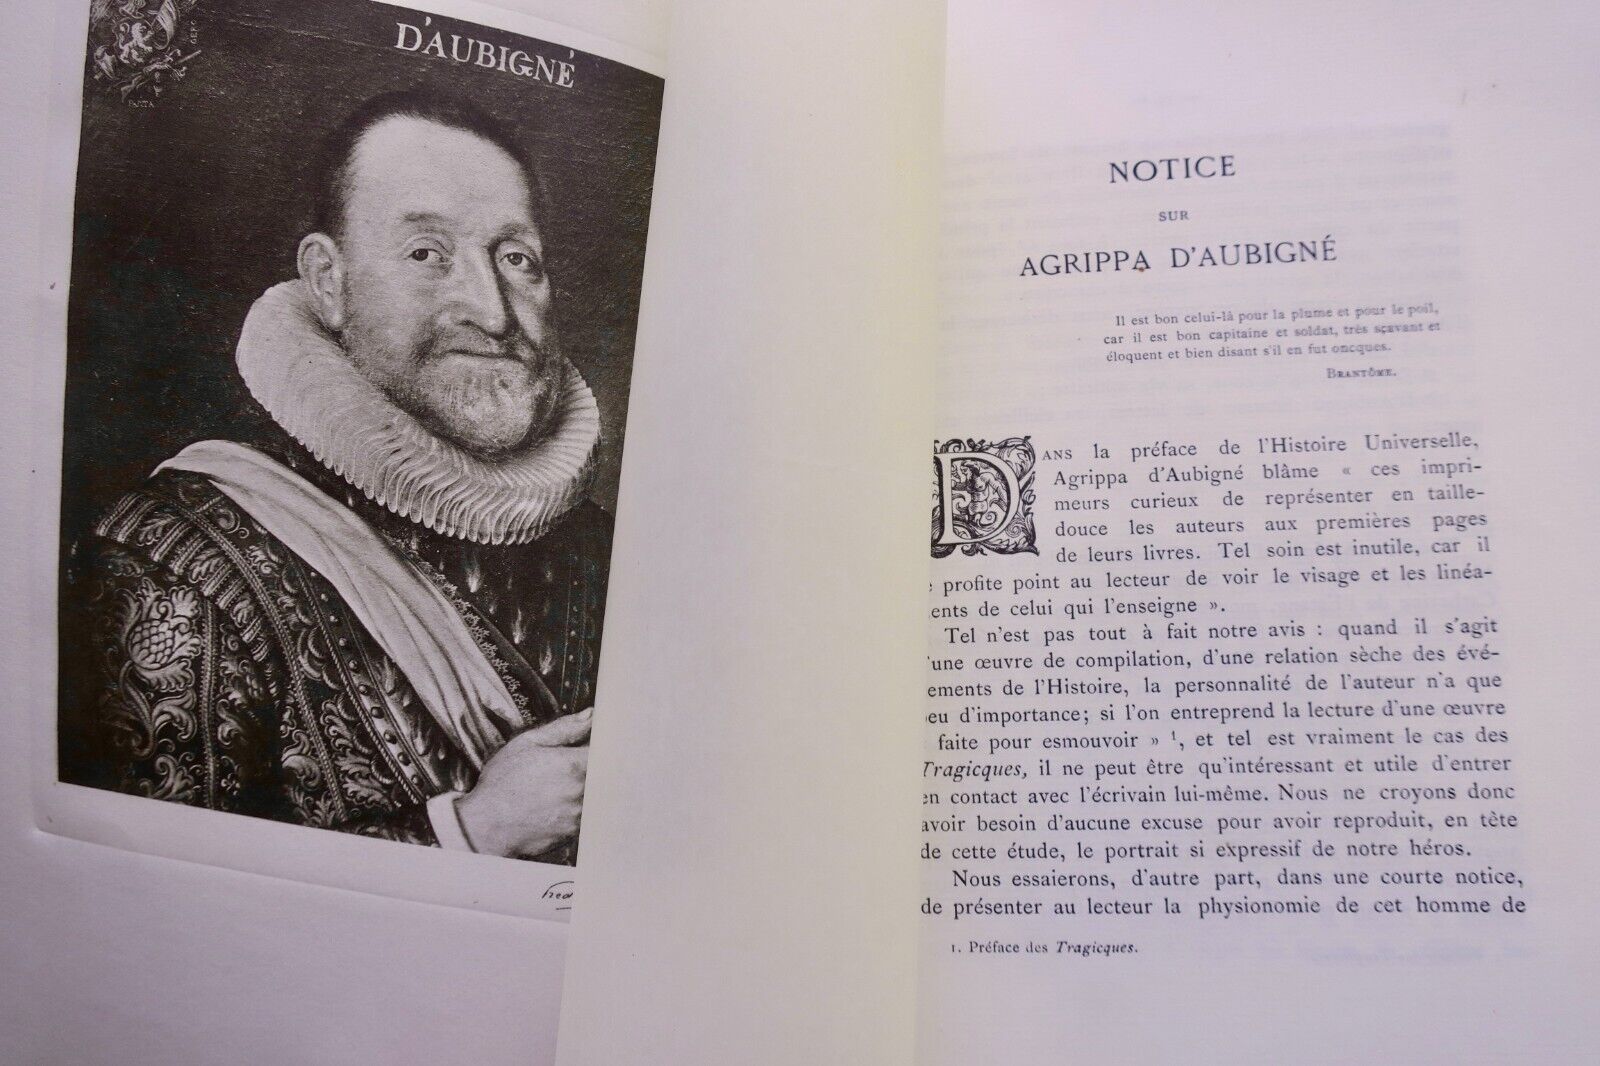 D'AUBIGNÉ
NOTICE
SUR
AGRIPPA D'AUBIGNÉ
Il est bon celui-là pour la plume et pour le poil,
car il est bon capitaine et soldat, très sçavant et
éloquent et bien disant s'il en fut oncques.
BRANTÔME.
DANS la préface de l'Histoire Universelle,
Agrippa d'Aubigné blâme « ces impri-
meurs curieux de représenter en taille-
douce les auteurs aux premières pages
de leurs livres. Tel soin est inutile, car il
e profite point au lecteur de voir le visage et les linéa-
ents de celui qui l'enseigne ».
Tel n'est pas tout à fait notre avis : quand il s'agit
'une œuvre de compilation, d'une relation sèche des évé-
ements de l'Histoire, la personnalité de l'auteur n'a que
eu d'importance; si l'on entreprend la lecture d'une œuvre
faite pour esmouvoir » 1, et tel est vraiment le cas des
Tragicques, il ne peut être qu'intéressant et utile d'entrer
en contact avec l'écrivain lui-même. Nous ne croyons donc
avoir besoin d'aucune excuse pour avoir reproduit, en tête
de cette étude, le portrait si expressif de notre héros.
Nous essaierons, d'autre part, dans une courte notice,
de présenter au lecteur la physionomie de cet homme de
1. Préface des Tragicques.